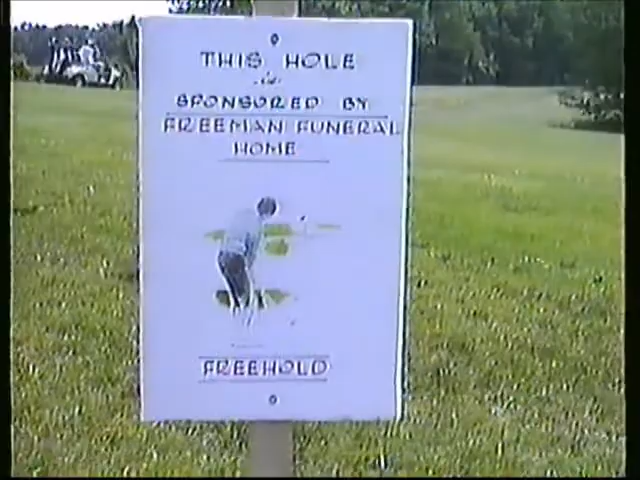 THIS HOLE
is
SPONSORED BY
FREEMAN FUNERAL
HOME
FREEHOLD